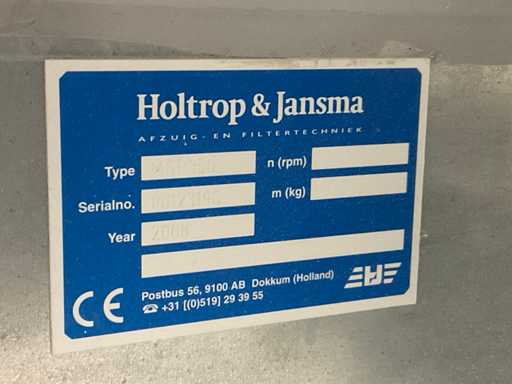 Holtrop & Jansma
AFZUIG- EN FILTERTECHNIEK
Type n (rpm)
Serialno. m (kg)
Year 2008
Postbus 56, 9100 AB Dokkum (Holland)
☎ +31 [(0)519] 29 39 55
CE